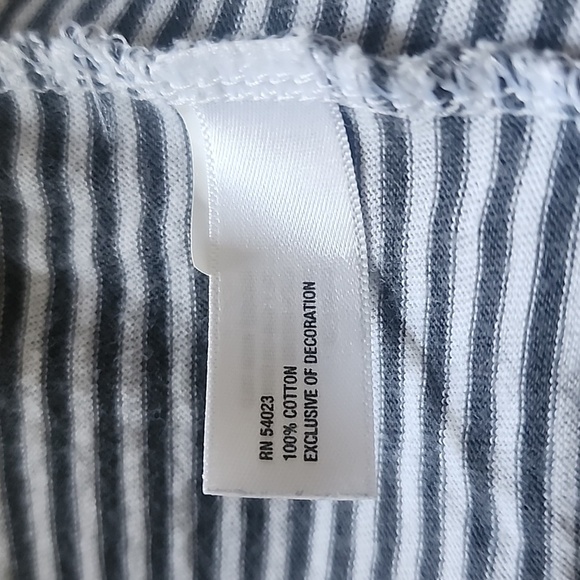 RN 54023
100% COTTON
EXCLUSIVE OF DECORATION